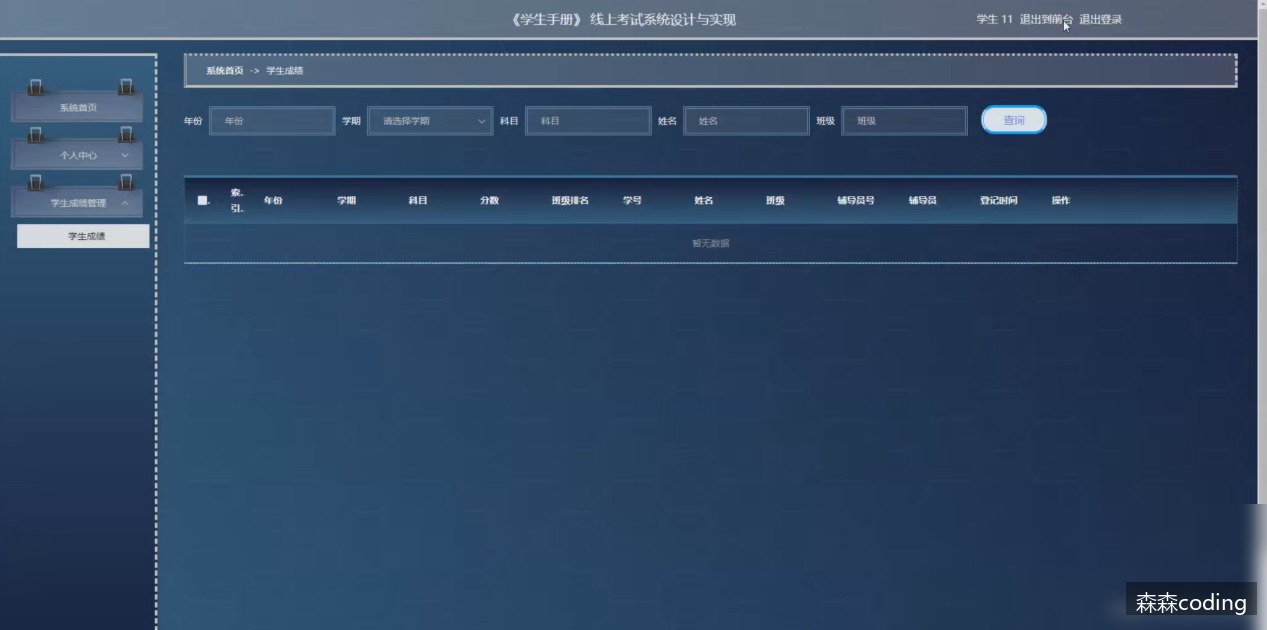 《学生手册》线上考试系统设计与实现
学生 11 退出到前台 退出登录
系统首页 -> 学生成绩
系统首页
个人中心
学生成绩管理
学生成绩
年份 年份 学期 请选择学期 科目 科目 姓名 姓名 班级 班级 查询
索引 年份 学期 科目 分数 班级排名 学号 姓名 班级 辅导员号 辅导员 登记时间 操作
暂无数据
森森coding